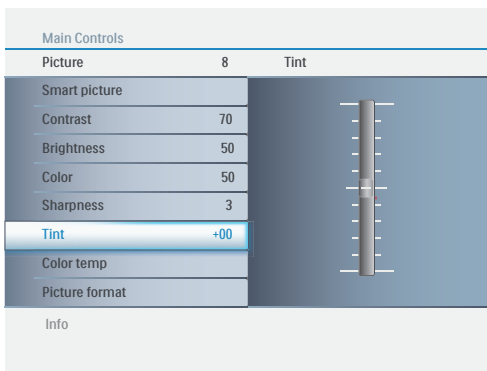 Main Controls
Picture 8 Tint
Smart picture
Contrast 70
Brightness 50
Color 50
Sharpness 3
Tint +00
Color temp
Picture format
Info